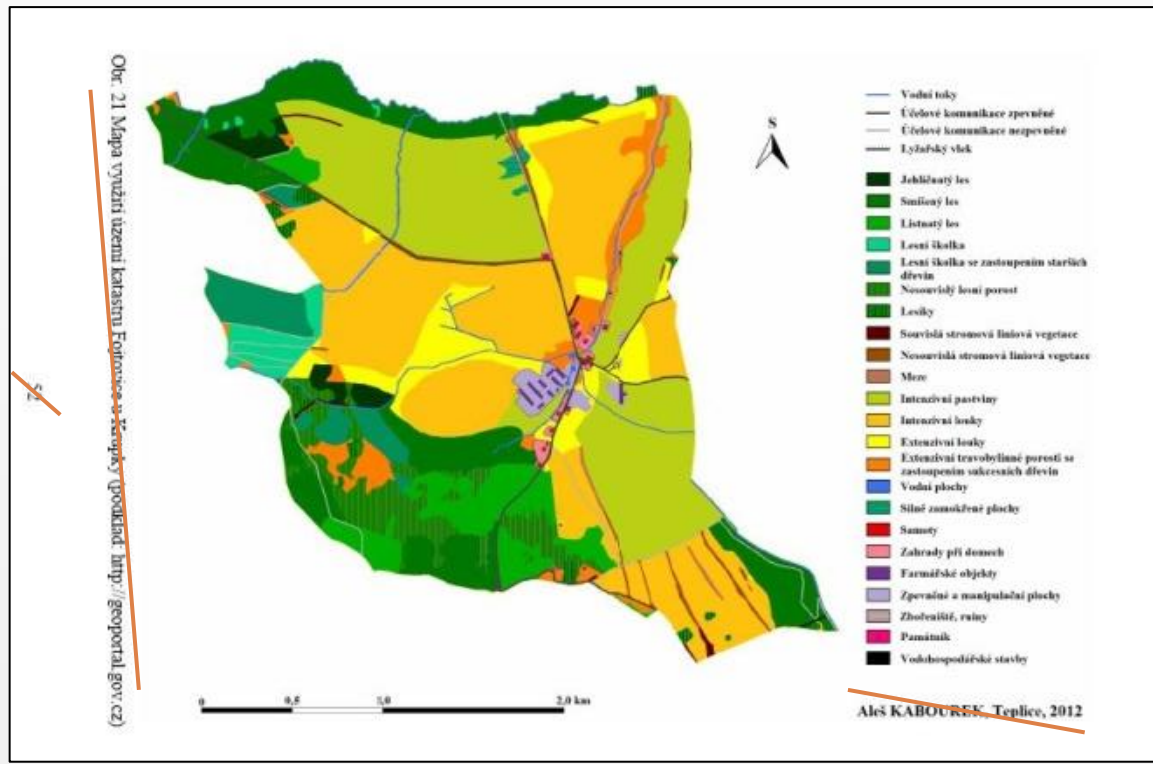 Obr. 21 Mapa využití území katastru Fojtovice u Krupky (podklad: http://geoportal.gov.cz)
52
S
Vodní toky
Účelové komunikace zpevněné
Účelové komunikace nezpevněné
Lyžařský vlek
Jehličnatý les
Smíšený les
Listnatý les
Lesní školka
Lesní školka se zastoupením starších
dřevin
Nesouvislý lesní porost
Lesíky
Souvislá stromová liniová vegetace
Nesouvislá stromová liniová vegetace
Meze
Intenzivní pastviny
Intenzivní louky
Extenzivní louky
Extenzivní travobylinné porosti se
zastoupením sukcesních dřevin
Vodní plochy
Silně zamokřené plochy
Samoty
Zahrady při domech
Farmářské objekty
Zpevněné a manipulační plochy
Zbořeniště, ruiny
Památník
Vodohospodářské stavby
0 0,5 1,0 2,0 km
Aleš KABOUREK, Teplice, 2012